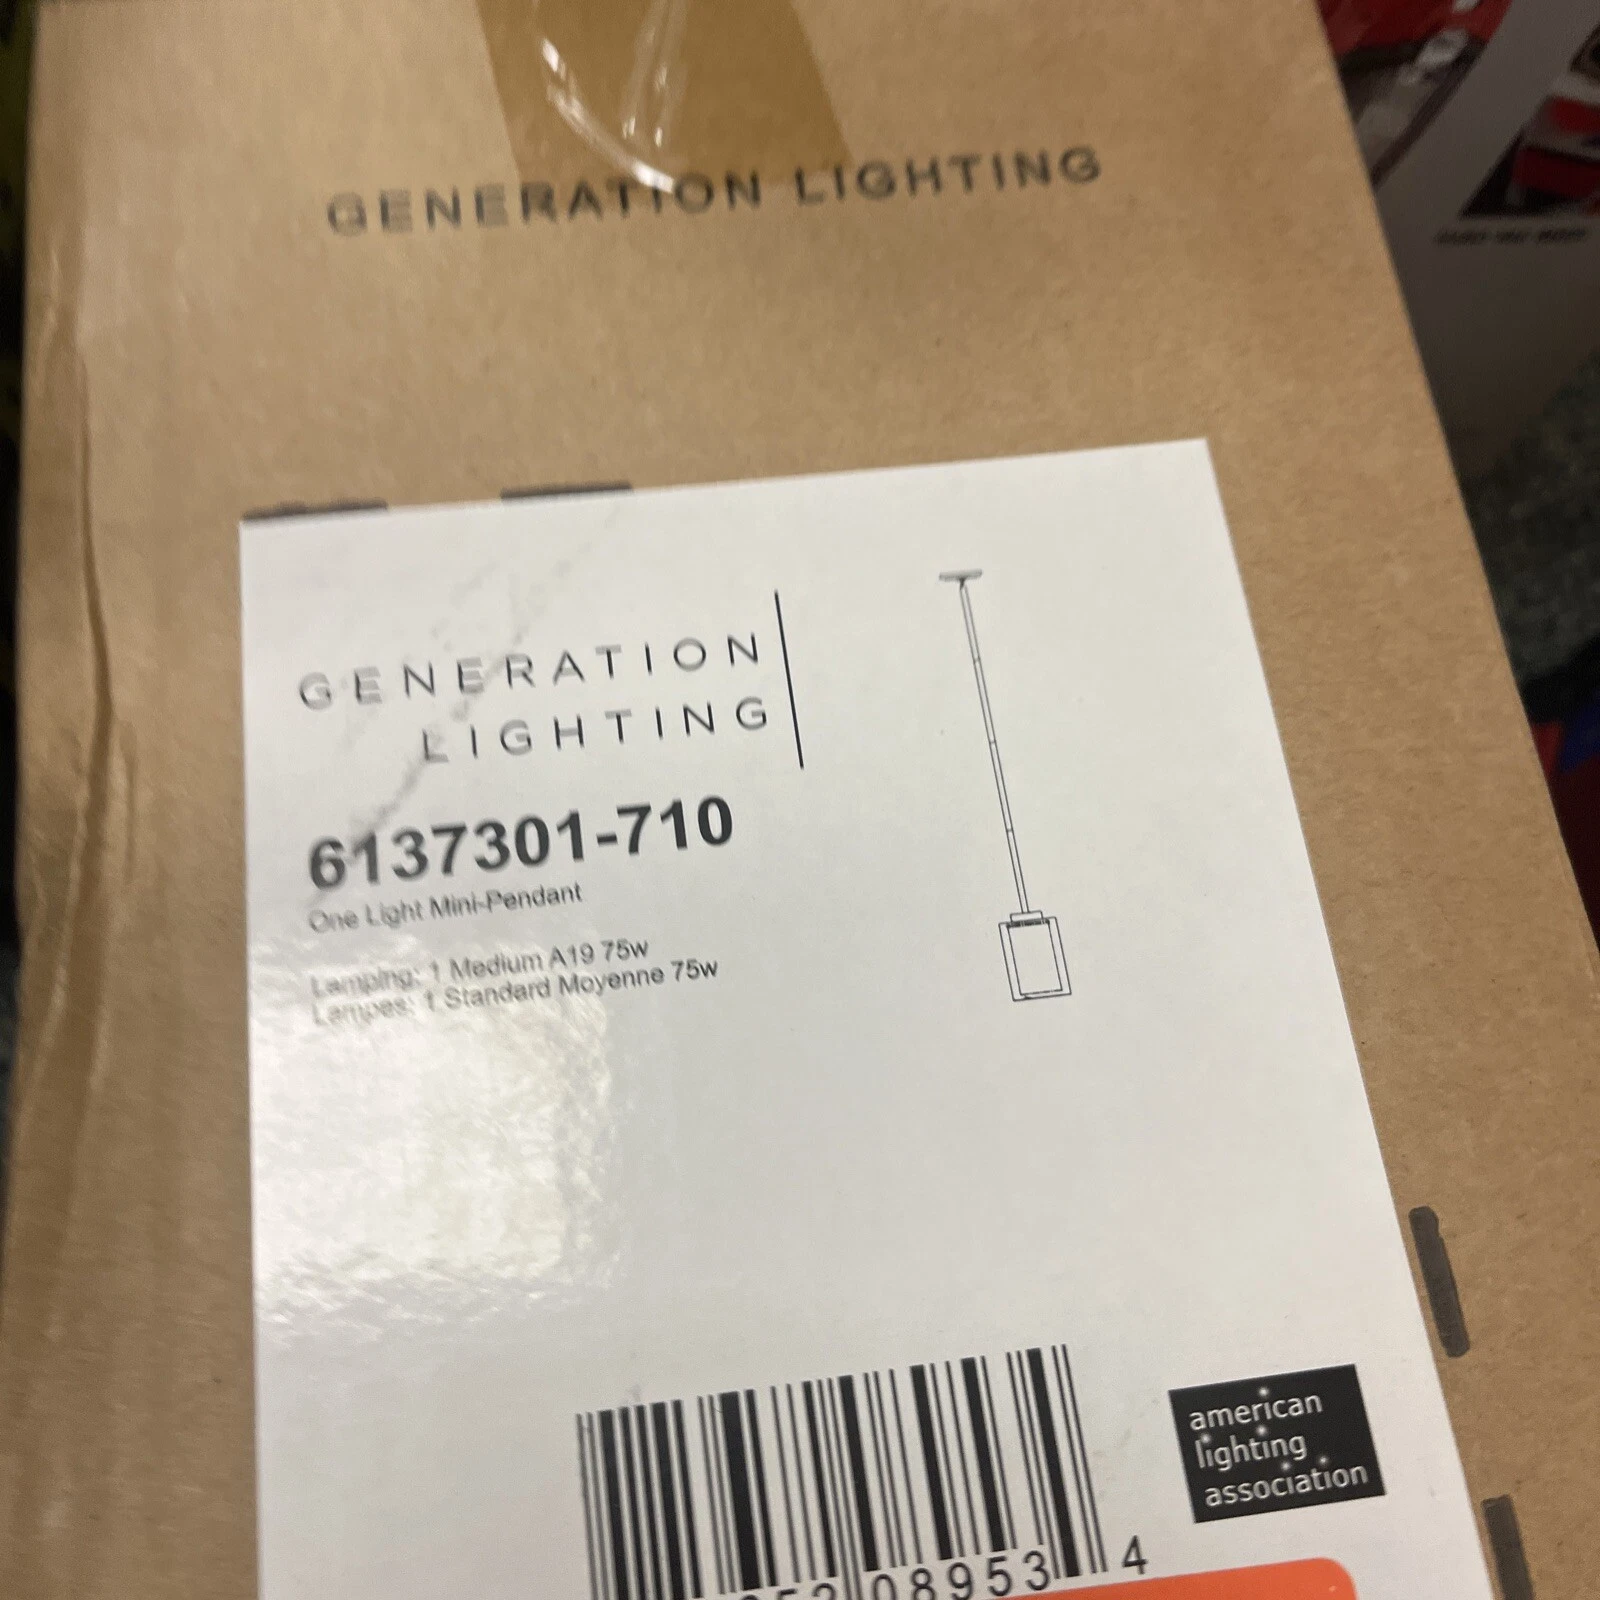 GENERATION LIGHTING
GENERATION
LIGHTING
6137301-710
One Light Mini-Pendant
Lamping: 1 Medium A19 75w
Lampes: 1 Standard Moyenne 75w
american
lighting
association
08953 4